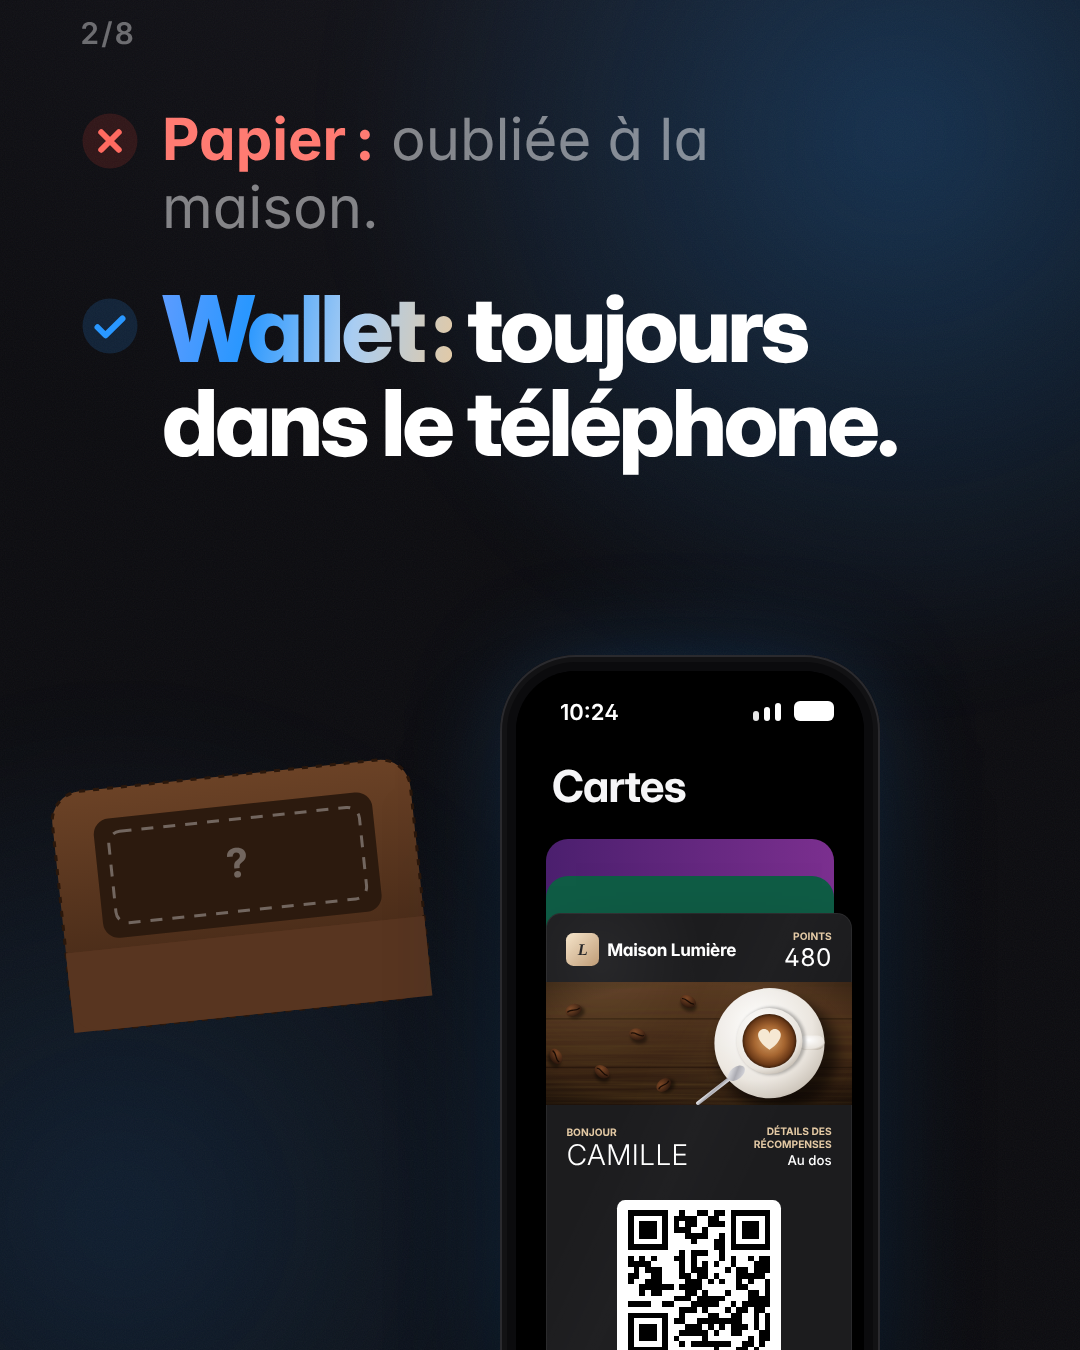 2/8
Papier : oubliée à la
maison.
Wallet : toujours
dans le téléphone.
?
10:24
Cartes
L Maison Lumière
POINTS
480
BONJOUR
CAMILLE
DÉTAILS DES
RÉCOMPENSES
Au dos